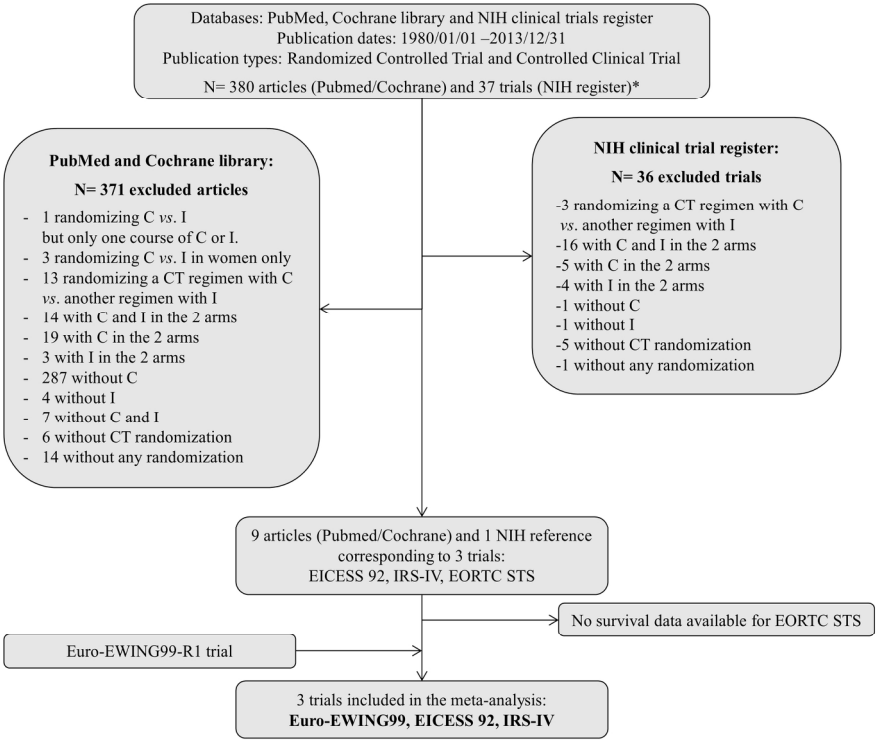 Databases: PubMed, Cochrane library and NIH clinical trials register
Publication dates: 1980/01/01 –2013/12/31
Publication types: Randomized Controlled Trial and Controlled Clinical Trial
N= 380 articles (Pubmed/Cochrane) and 37 trials (NIH register)*
PubMed and Cochrane library:
N= 371 excluded articles
- 1 randomizing C vs. I
but only one course of C or I.
- 3 randomizing C vs. I in women only
- 13 randomizing a CT regimen with C
vs. another regimen with I
- 14 with C and I in the 2 arms
- 19 with C in the 2 arms
- 3 with I in the 2 arms
- 287 without C
- 4 without I
- 7 without C and I
- 6 without CT randomization
- 14 without any randomization
NIH clinical trial register:
N= 36 excluded trials
-3 randomizing a CT regimen with C
vs. another regimen with I
-16 with C and I in the 2 arms
-5 with C in the 2 arms
-4 with I in the 2 arms
-1 without C
-1 without I
-5 without CT randomization
-1 without any randomization
9 articles (Pubmed/Cochrane) and 1 NIH reference
corresponding to 3 trials:
EICESS 92, IRS-IV, EORTC STS
No survival data available for EORTC STS
Euro-EWING99-R1 trial
3 trials included in the meta-analysis:
Euro-EWING99, EICESS 92, IRS-IV